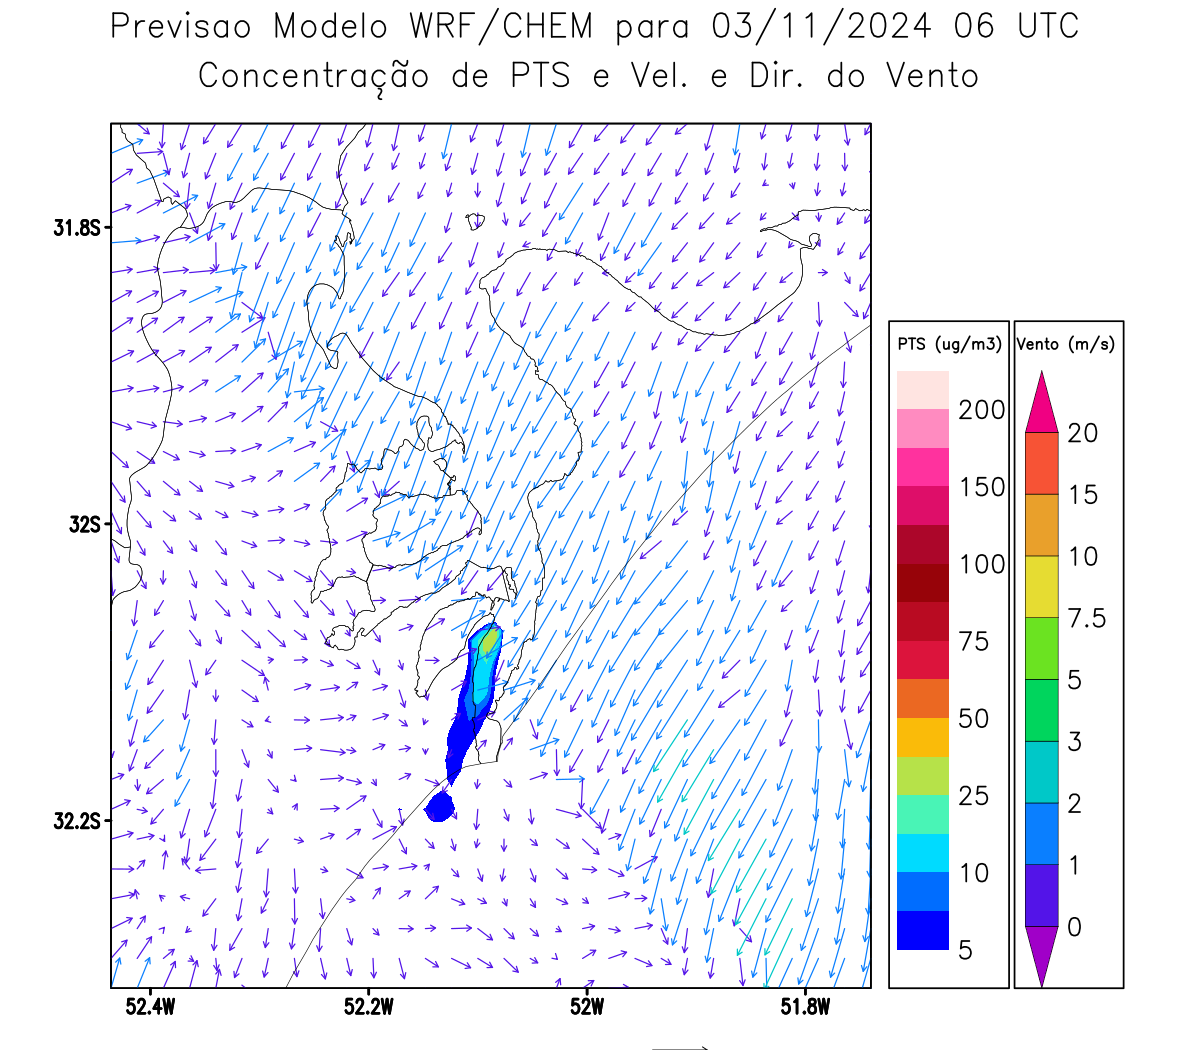 Previsao Modelo WRF/CHEM para 03/11/2024 06 UTC
Concentração de PTS e Vel. e Dir. do Vento
31.8S
32S
32.2S
52.4W
52.2W
52W
51.8W
PTS (ug/m3)
200
150
100
75
50
25
10
5
Vento (m/s)
20
15
10
7.5
5
3
2
1
0